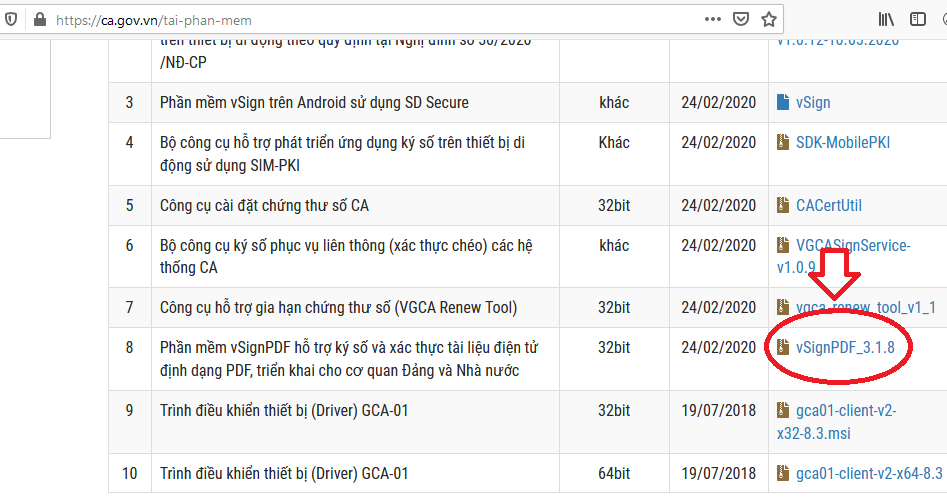 https://ca.gov.vn/tai-phan-mem
trên thiết bị di động theo quy định tại Nghị định số 30/2020 v1.0.12-10.03.2020
/NĐ-CP
3 Phần mềm vSign trên Android sử dụng SD Secure khác 24/02/2020 vSign
4 Bộ công cụ hỗ trợ phát triển ứng dụng ký số trên thiết bị di Khác 24/02/2020 SDK-MobilePKI
động sử dụng SIM-PKI
5 Công cụ cài đặt chứng thư số CA 32bit 24/02/2020 CACertUtil
6 Bộ công cụ ký số phục vụ liên thông (xác thực chéo) các hệ khác 24/02/2020 VGCASignService-
thống CA v1.0.9
7 Công cụ hỗ trợ gia hạn chứng thư số (VGCA Renew Tool) 32bit 24/02/2020 vgca_renew_tool_v1_1
8 Phần mềm vSignPDF hỗ trợ ký số và xác thực tài liệu điện tử 32bit 24/02/2020 vSignPDF_3.1.8
định dạng PDF, triển khai cho cơ quan Đảng và Nhà nước
9 Trình điều khiển thiết bị (Driver) GCA-01 32bit 19/07/2018 gca01-client-v2-
x32-8.3.msi
10 Trình điều khiển thiết bị (Driver) GCA-01 64bit 19/07/2018 gca01-client-v2-x64-8.3